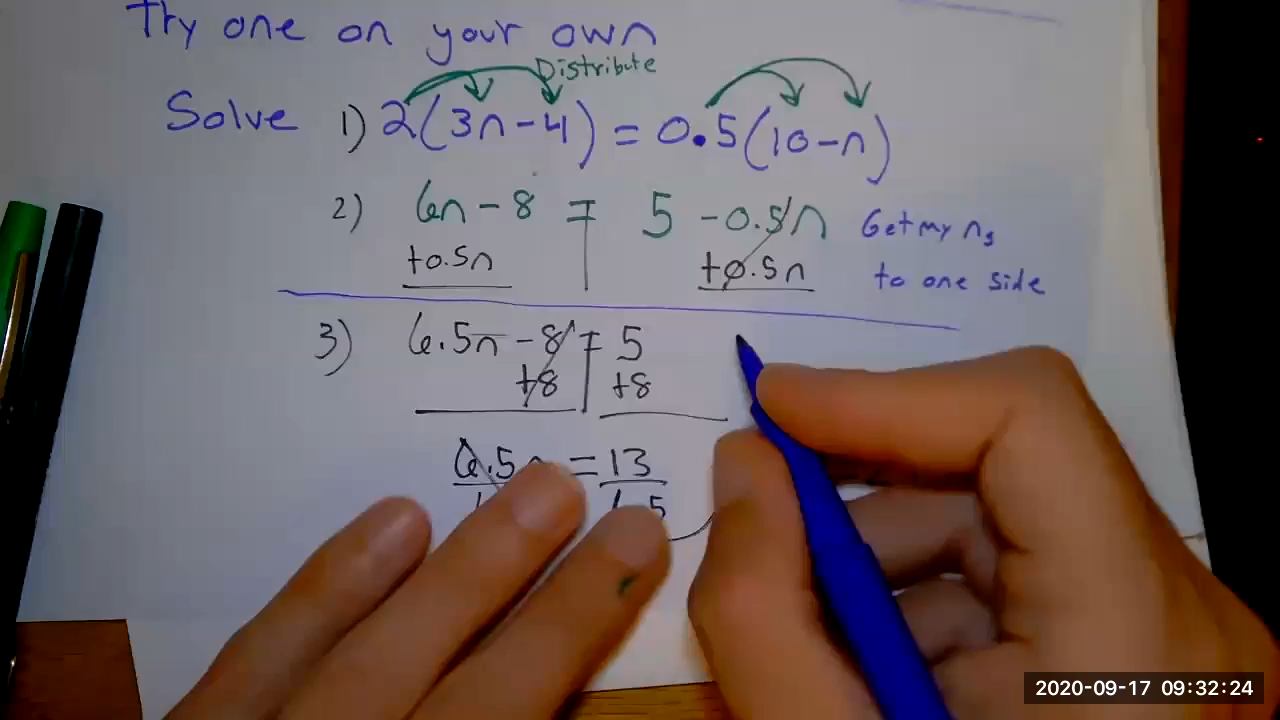 Try one on your own
Distribute
Solve 1) 2(3n-4) = 0.5(10-n)
2) 6n-8 = 5 -0.5n Get my ns
+0.5n +0.5n to one side
3) 6.5n-8 = 5
+8 +8
6.5n = 13
2020-09-17 09:32:24